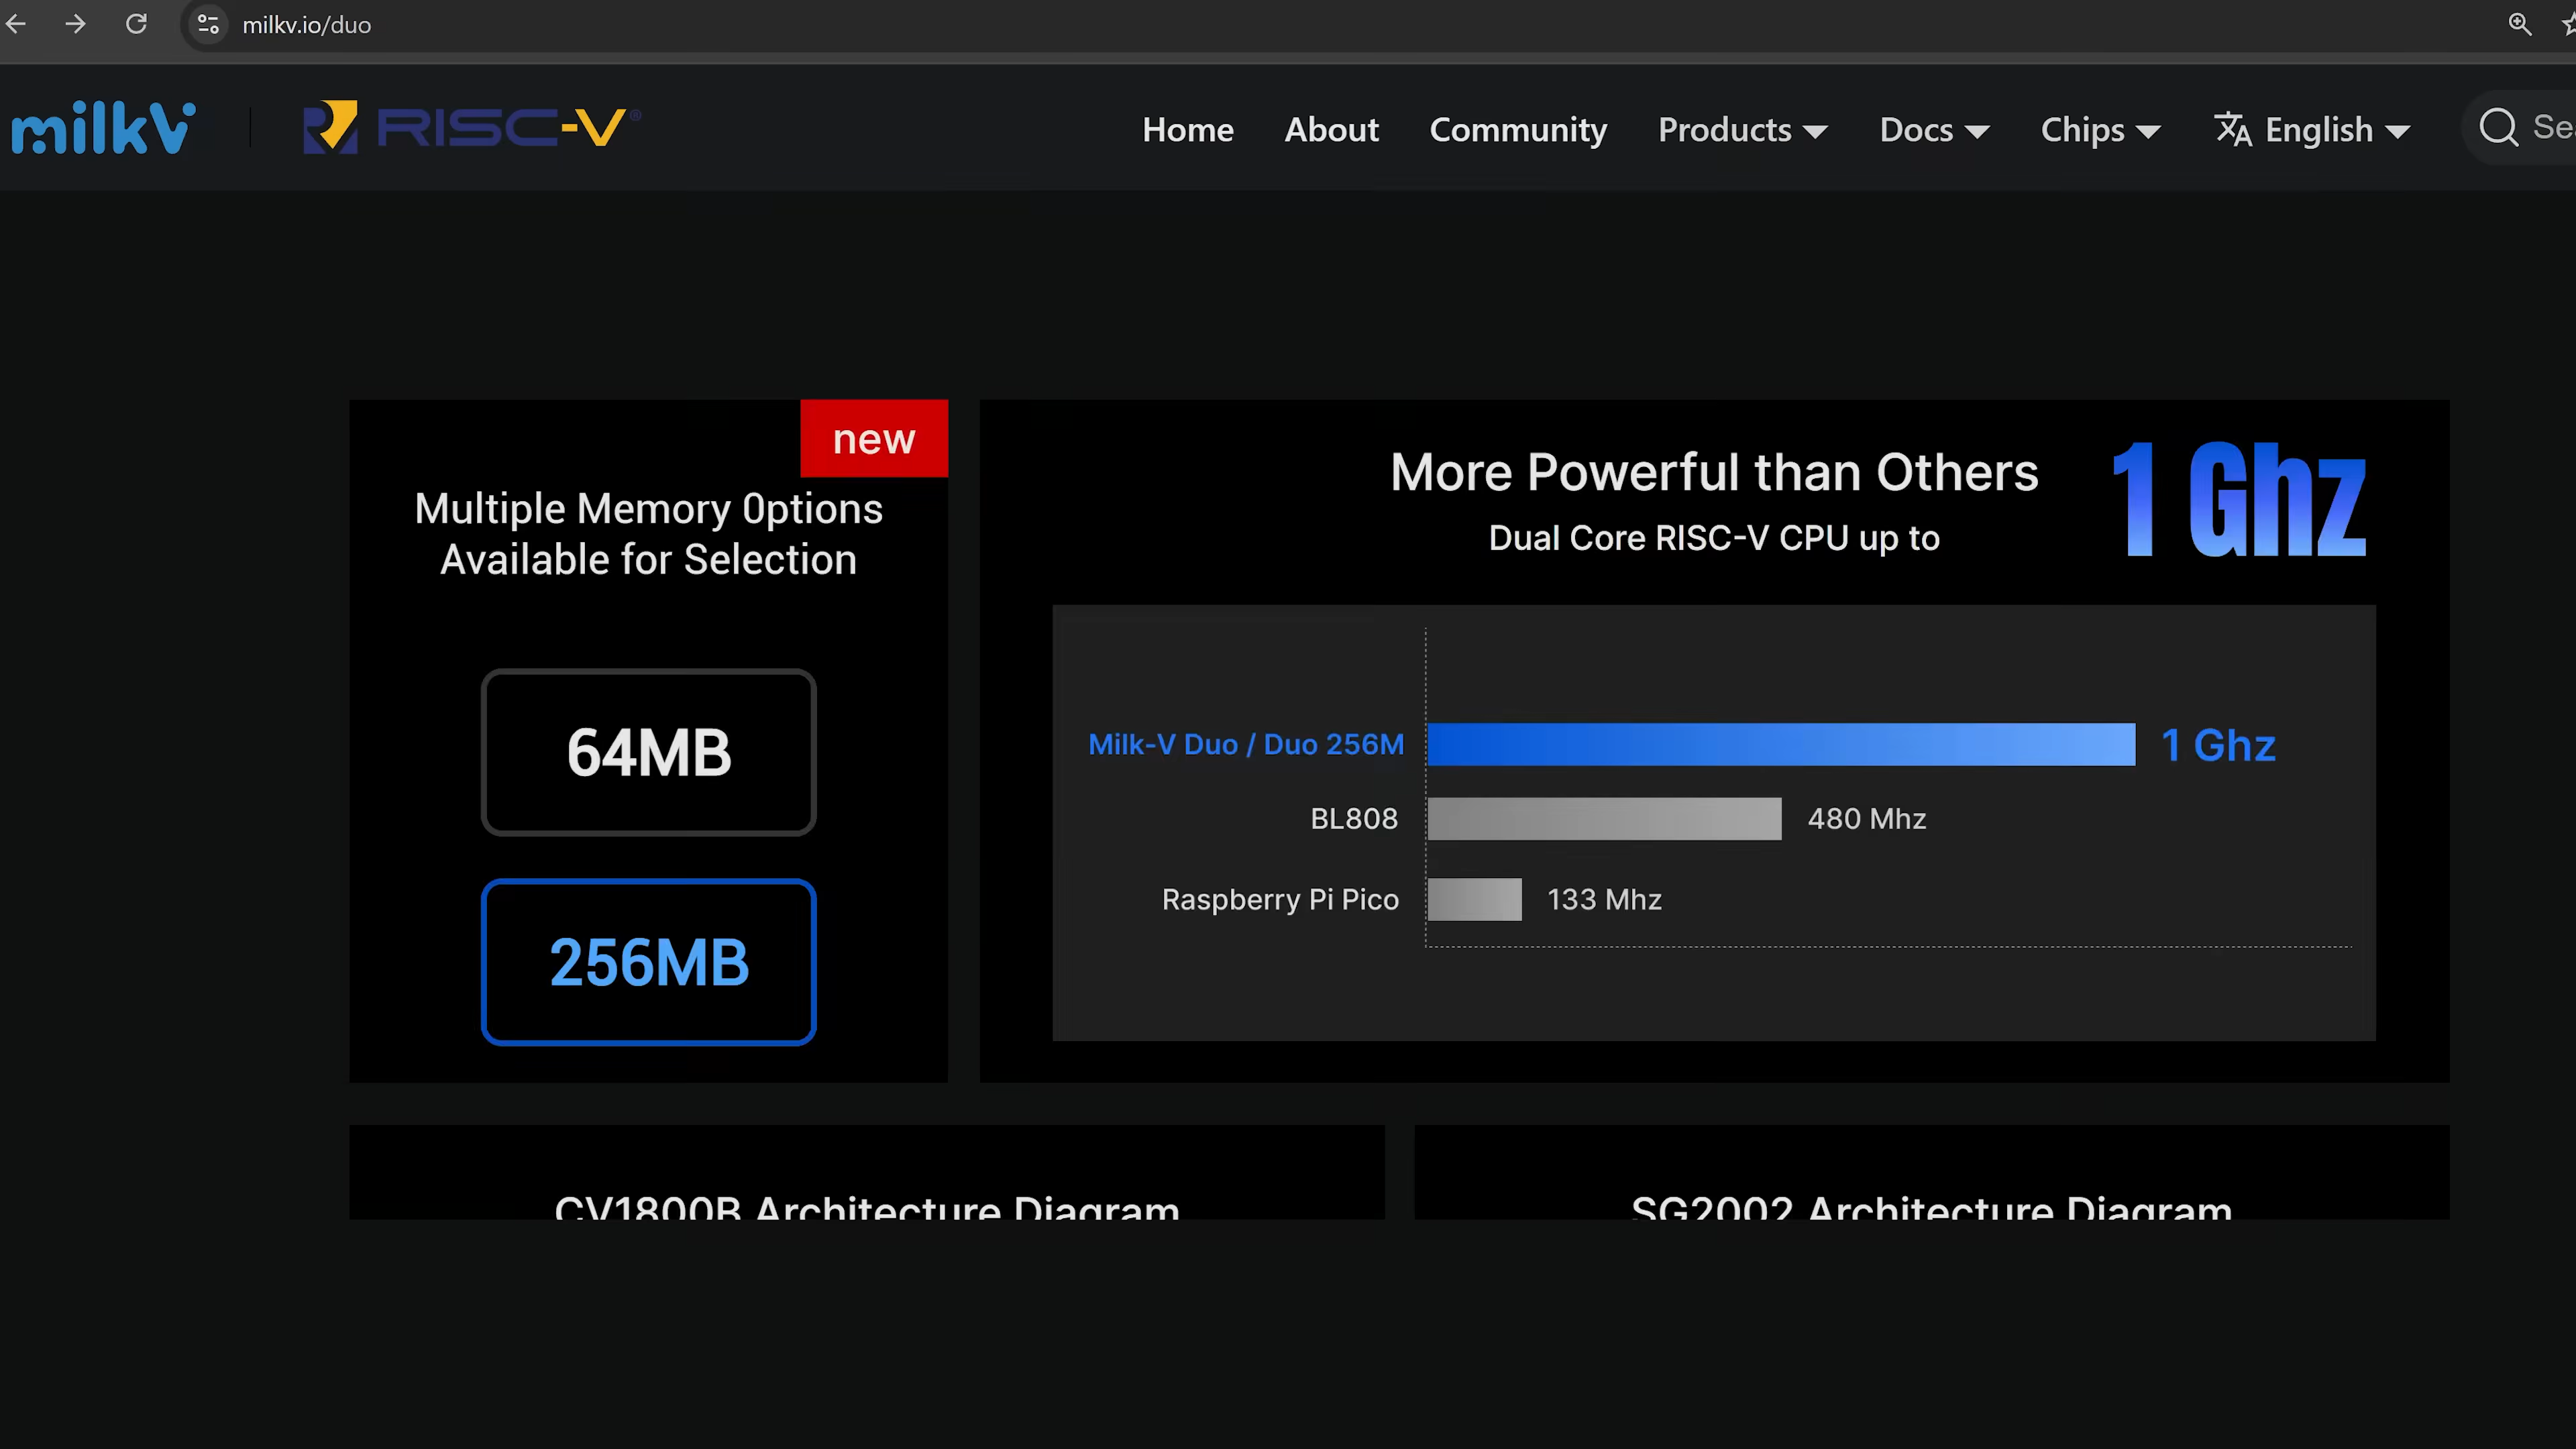 milkv.io/duo
milkV
RISC-V®
Home
About
Community
Products
Docs
Chips
English
new
Multiple Memory Options
Available for Selection
64MB
256MB
More Powerful than Others
Dual Core RISC-V CPU up to
1 Ghz
Milk-V Duo / Duo 256M
1 Ghz
BL808
480 Mhz
Raspberry Pi Pico
133 Mhz
CV1800B Architecture Diagram
SG2002 Architecture Diagram